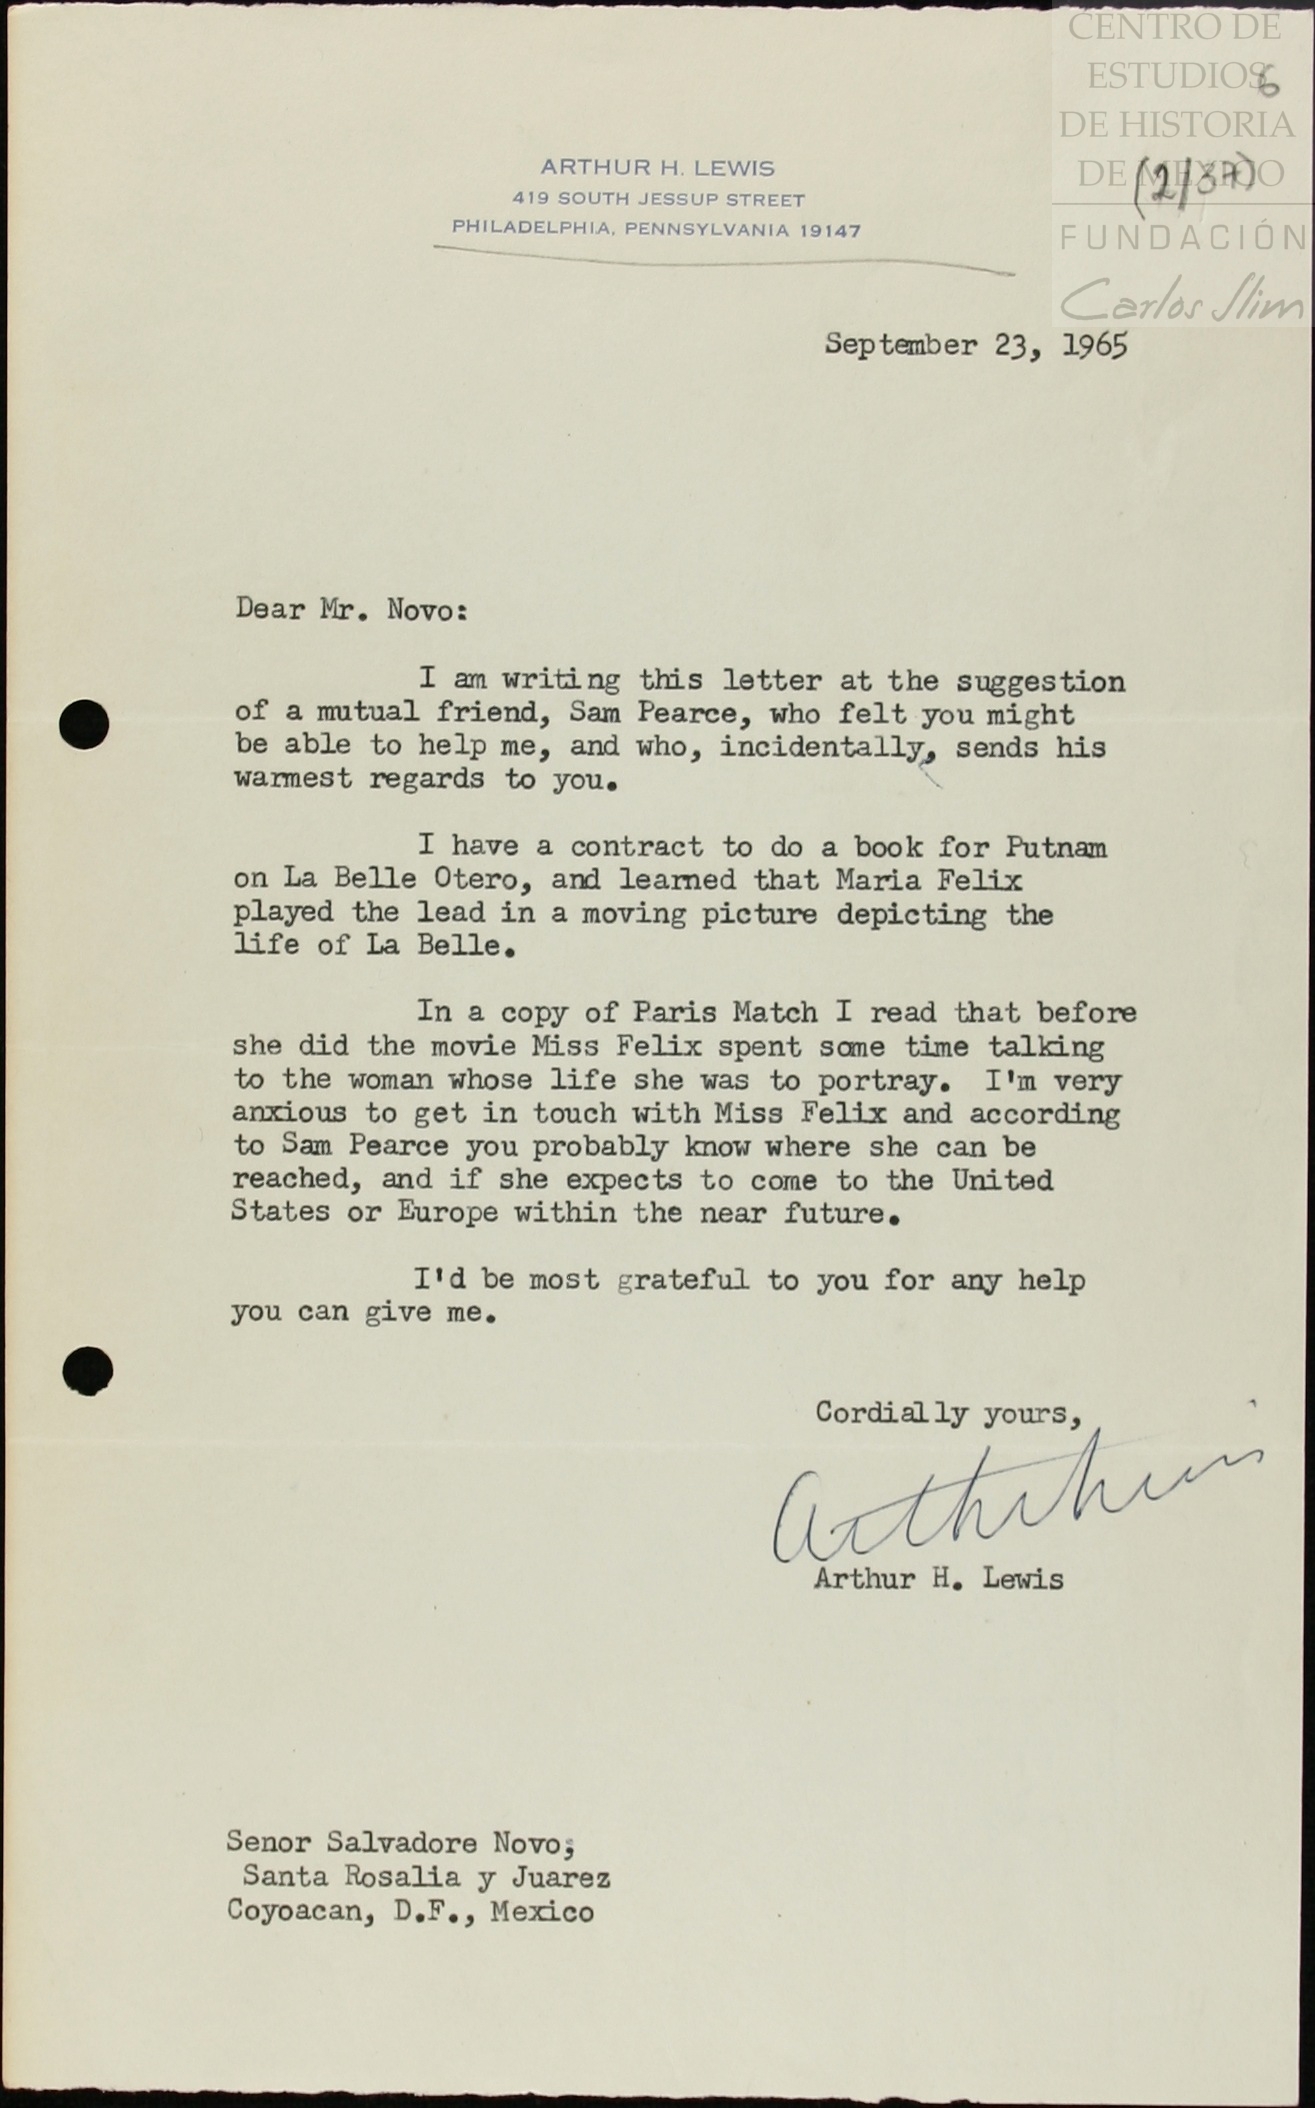 CENTRO DE
ESTUDIOS
6
DE HISTORIA
DE MEXICO
(2/37)
FUNDACIÓN
Carlos Slim
ARTHUR H. LEWIS
419 SOUTH JESSUP STREET
PHILADELPHIA, PENNSYLVANIA 19147
September 23, 1965
Dear Mr. Novo:
I am writing this letter at the suggestion
of a mutual friend, Sam Pearce, who felt you might
be able to help me, and who, incidentally, sends his
warmest regards to you.
I have a contract to do a book for Putnam
on La Belle Otero, and learned that Maria Felix
played the lead in a moving picture depicting the
life of La Belle.
In a copy of Paris Match I read that before
she did the movie Miss Felix spent some time talking
to the woman whose life she was to portray. I'm very
anxious to get in touch with Miss Felix and according
to Sam Pearce you probably know where she can be
reached, and if she expects to come to the United
States or Europe within the near future.
I'd be most grateful to you for any help
you can give me.
Cordially yours,
Arthur H. Lewis
Senor Salvadore Novo;
Santa Rosalia y Juarez
Coyoacan, D.F., Mexico